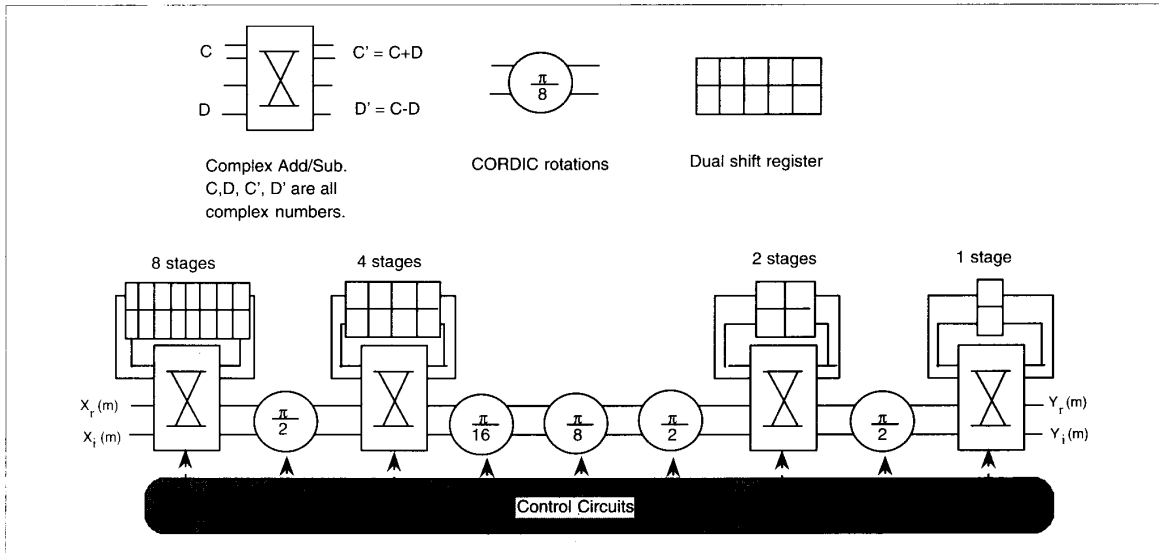 C
C' = C+D
D
D' = C-D
π
8
Complex Add/Sub.
C,D, C', D' are all
complex numbers.
CORDIC rotations
Dual shift register
8 stages
4 stages
2 stages
1 stage
X_r (m)
X_i (m)
π
2
π
16
π
8
π
2
π
2
Y_r (m)
Y_i (m)
Control Circuits